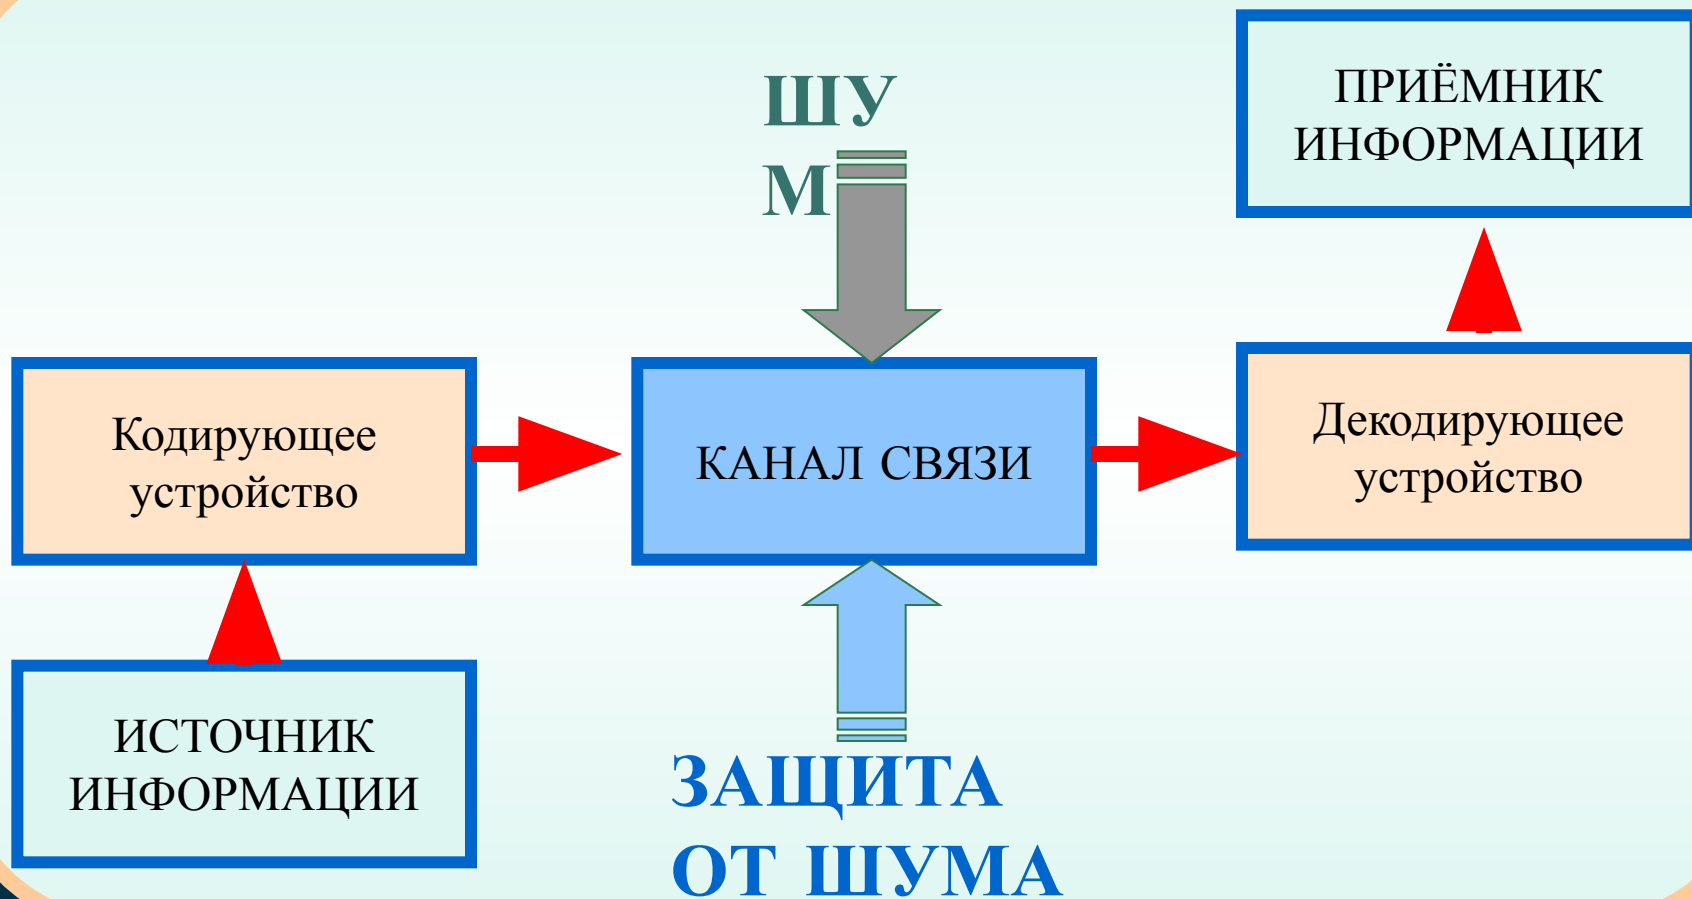 ШУ
М
ПРИЁМНИК
ИНФОРМАЦИИ
Кодирующее
устройство
КАНАЛ СВЯЗИ
Декодирующее
устройство
ИСТОЧНИК
ИНФОРМАЦИИ
ЗАЩИТА
ОТ ШУМА